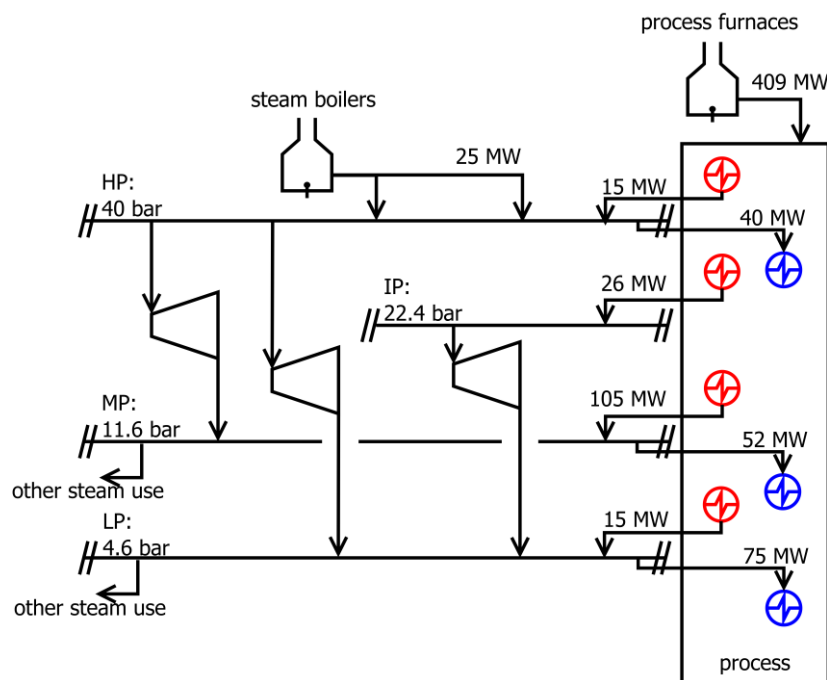 process furnaces
409 MW
steam boilers
25 MW
HP:
40 bar
15 MW
40 MW
IP:
22.4 bar
26 MW
MP:
11.6 bar
105 MW
52 MW
other steam use
LP:
4.6 bar
15 MW
75 MW
other steam use
process